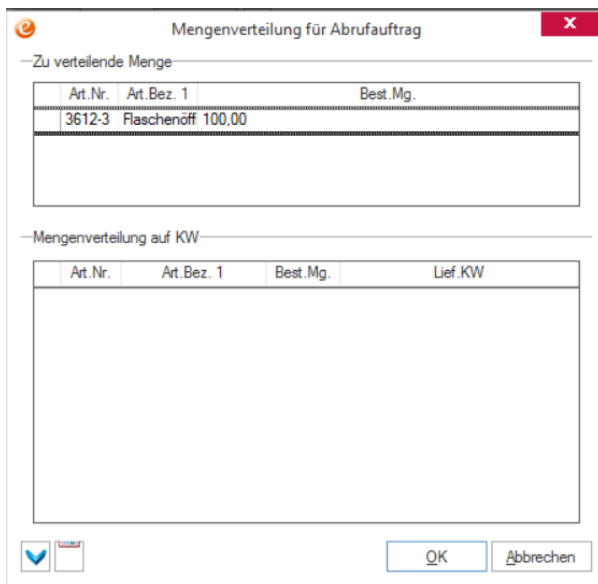 Mengenverteilung für Abrufauftrag
x
Zu verteilende Menge
Art.Nr. Art.Bez. 1 Best.Mg.
3612-3 Flaschenöff 100,00
Mengenverteilung auf KW
Art.Nr. Art.Bez. 1 Best.Mg. Lief.KW
OK Abbrechen